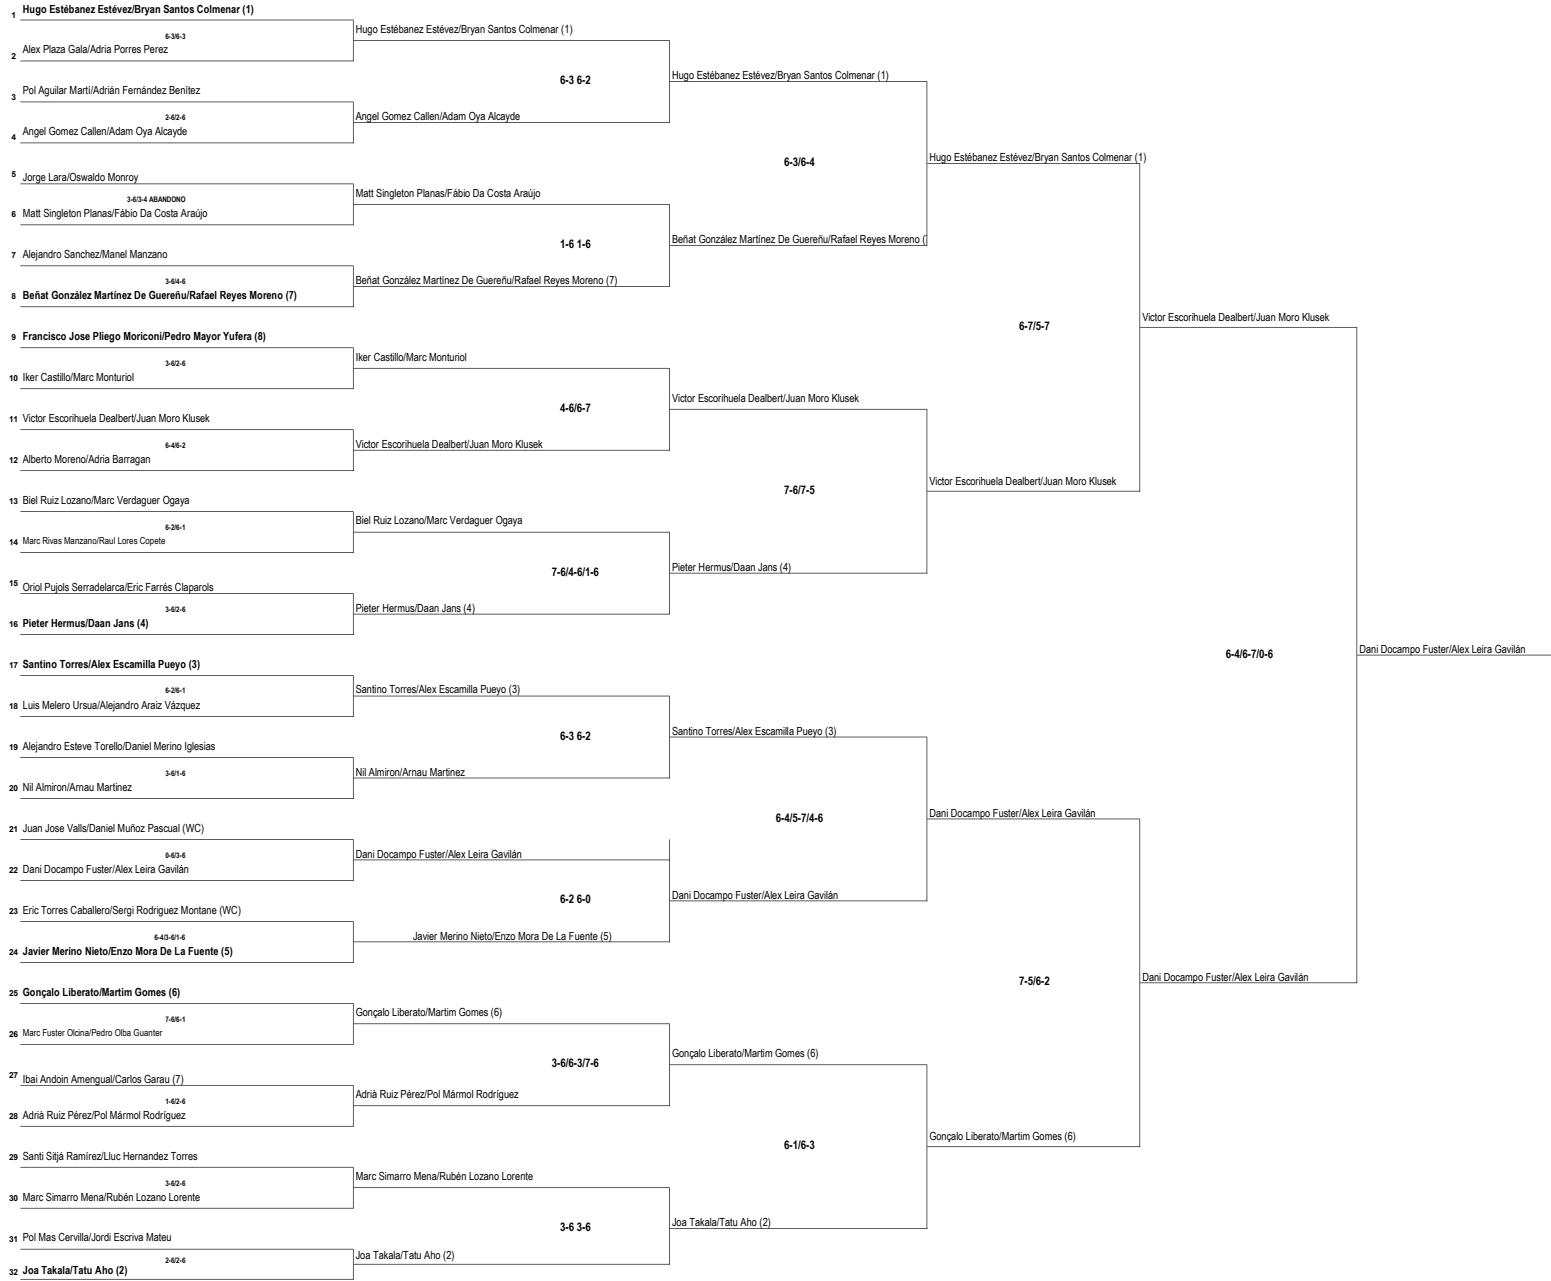 1 Hugo Estébanez Estévez/Bryan Santos Colmenar (1)
6-3/6-3
2 Alex Plaza Gala/Adria Porres Perez
3 Pol Aguilar Martí/Adrián Fernández Benítez
2-6/2-6
4 Angel Gomez Callen/Adam Oya Alcayde
5 Jorge Lara/Oswaldo Monroy
3-6/3-4 ABANDONO
6 Matt Singleton Planas/Fábio Da Costa Araújo
7 Alejandro Sanchez/Manel Manzano
3-6/4-6
8 Beñat González Martínez De Guereñu/Rafael Reyes Moreno (7)
9 Francisco Jose Pliego Moriconi/Pedro Mayor Yufera (8)
3-6/2-6
10 Iker Castillo/Marc Monturiol
11 Victor Escorihuela Dealbert/Juan Moro Klusek
6-4/6-2
12 Alberto Moreno/Adria Barragan
13 Biel Ruiz Lozano/Marc Verdaguer Ogaya
6-2/6-1
14 Marc Rivas Manzano/Raul Lores Copete
15 Oriol Pujols Serradelarca/Eric Farrés Claparols
3-6/2-6
16 Pieter Hermus/Daan Jans (4)
17 Santino Torres/Alex Escamilla Pueyo (3)
6-2/6-1
18 Luis Melero Ursua/Alejandro Araiz Vázquez
19 Alejandro Esteve Torello/Daniel Merino Iglesias
3-6/1-6
20 Nil Almiron/Arnau Martinez
21 Juan Jose Valls/Daniel Muñoz Pascual (WC)
0-6/3-6
22 Dani Docampo Fuster/Alex Leira Gavilán
23 Eric Torres Caballero/Sergi Rodriguez Montane (WC)
6-4/3-6/1-6
24 Javier Merino Nieto/Enzo Mora De La Fuente (5)
25 Gonçalo Liberato/Martim Gomes (6)
7-6/6-1
26 Marc Fuster Olcina/Pedro Olba Guanter
27 Ibai Andoin Amengual/Carlos Garau (7)
1-6/2-6
28 Adrià Ruiz Pérez/Pol Mármol Rodríguez
29 Santi Sitjá Ramírez/Lluc Hernandez Torres
3-6/2-6
30 Marc Simarro Mena/Rubén Lozano Lorente
31 Pol Mas Cervilla/Jordi Escriva Mateu
2-6/2-6
32 Joa Takala/Tatu Aho (2)
Hugo Estébanez Estévez/Bryan Santos Colmenar (1)
6-3 6-2
Angel Gomez Callen/Adam Oya Alcayde
Matt Singleton Planas/Fábio Da Costa Araújo
1-6 1-6
Beñat González Martínez De Guereñu/Rafael Reyes Moreno (7)
Iker Castillo/Marc Monturiol
4-6/6-7
Victor Escorihuela Dealbert/Juan Moro Klusek
Biel Ruiz Lozano/Marc Verdaguer Ogaya
7-6/4-6/1-6
Pieter Hermus/Daan Jans (4)
Santino Torres/Alex Escamilla Pueyo (3)
6-3 6-2
Nil Almiron/Arnau Martinez
Dani Docampo Fuster/Alex Leira Gavilán
6-2 6-0
Javier Merino Nieto/Enzo Mora De La Fuente (5)
Gonçalo Liberato/Martim Gomes (6)
3-6/6-3/7-6
Adrià Ruiz Pérez/Pol Mármol Rodríguez
Marc Simarro Mena/Rubén Lozano Lorente
3-6 3-6
Joa Takala/Tatu Aho (2)
Hugo Estébanez Estévez/Bryan Santos Colmenar (1)
6-3/6-4
Beñat González Martínez De Guereñu/Rafael Reyes Moreno (
Victor Escorihuela Dealbert/Juan Moro Klusek
7-6/7-5
Pieter Hermus/Daan Jans (4)
Santino Torres/Alex Escamilla Pueyo (3)
6-4/5-7/4-6
Dani Docampo Fuster/Alex Leira Gavilán
Gonçalo Liberato/Martim Gomes (6)
6-1/6-3
Joa Takala/Tatu Aho (2)
Hugo Estébanez Estévez/Bryan Santos Colmenar (1)
6-7/5-7
Victor Escorihuela Dealbert/Juan Moro Klusek
Dani Docampo Fuster/Alex Leira Gavilán
7-5/6-2
Gonçalo Liberato/Martim Gomes (6)
Victor Escorihuela Dealbert/Juan Moro Klusek
6-4/6-7/0-6
Dani Docampo Fuster/Alex Leira Gavilán
Dani Docampo Fuster/Alex Leira Gavilán